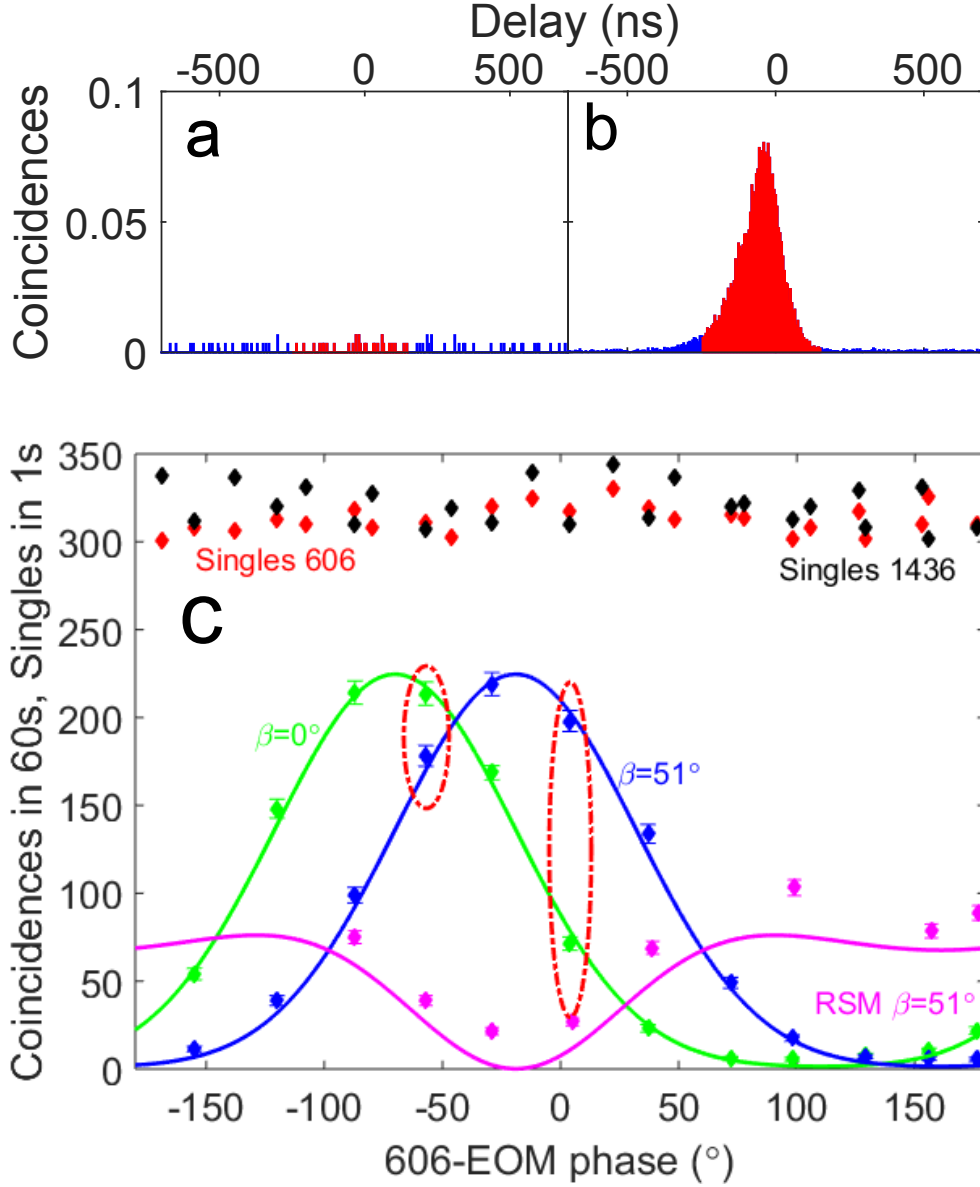 Delay (ns)
-500 0 500 -500 0 500
Coincidences
0.1
0.05
0
a
b
Coincidences in 60s, Singles in 1s
350
300
250
200
150
100
50
0
Singles 606
Singles 1436
c
β=0°
β=51°
RSM β=51°
-150 -100 -50 0 50 100 150
606-EOM phase (°)